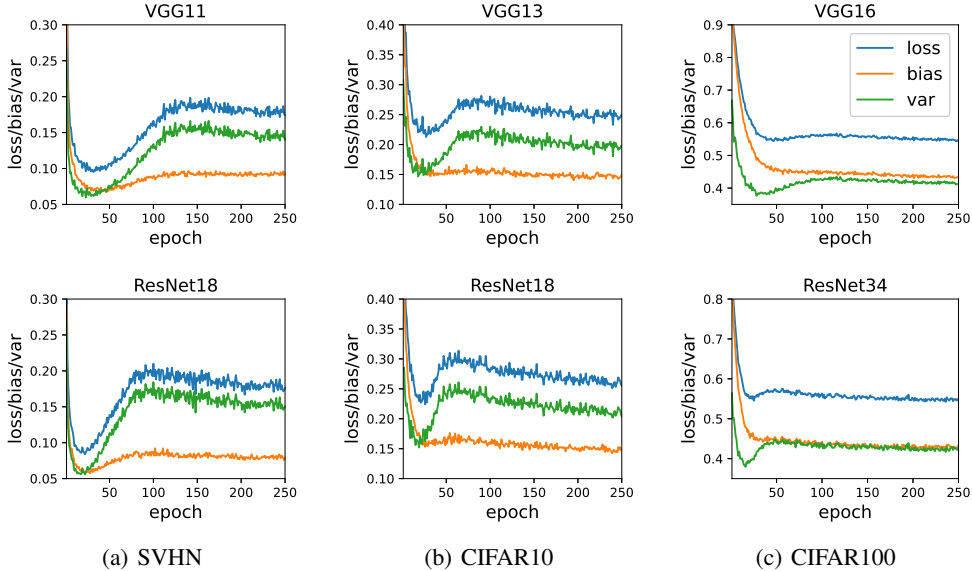 VGG11
VGG13
VGG16
0.30
0.25
0.20
0.15
0.10
0.05
50 100 150 200 250
epoch
loss/bias/var
0.40
0.35
0.30
0.25
0.20
0.15
0.10
50 100 150 200 250
epoch
loss/bias/var
0.9
0.8
0.7
0.6
0.5
0.4
50 100 150 200 250
epoch
loss/bias/var
loss
bias
var
ResNet18
ResNet18
ResNet34
0.30
0.25
0.20
0.15
0.10
0.05
50 100 150 200 250
epoch
loss/bias/var
0.40
0.35
0.30
0.25
0.20
0.15
0.10
50 100 150 200 250
epoch
loss/bias/var
0.8
0.7
0.6
0.5
0.4
50 100 150 200 250
epoch
loss/bias/var
(a) SVHN
(b) CIFAR10
(c) CIFAR100